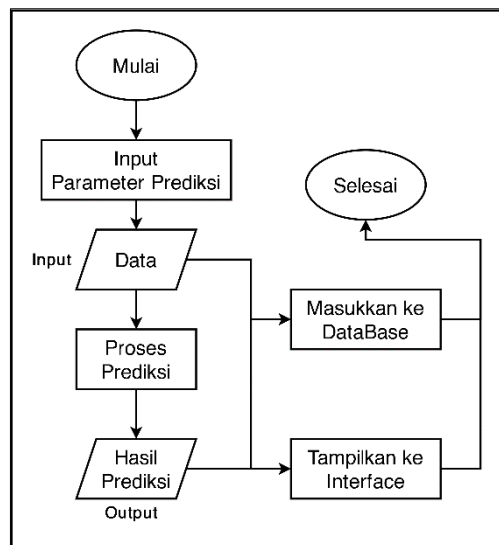 Mulai
Input
Parameter Prediksi
Selesai
Input
Data
Masukkan ke
DataBase
Proses
Prediksi
Hasil
Prediksi
Tampilkan ke
Interface
Output